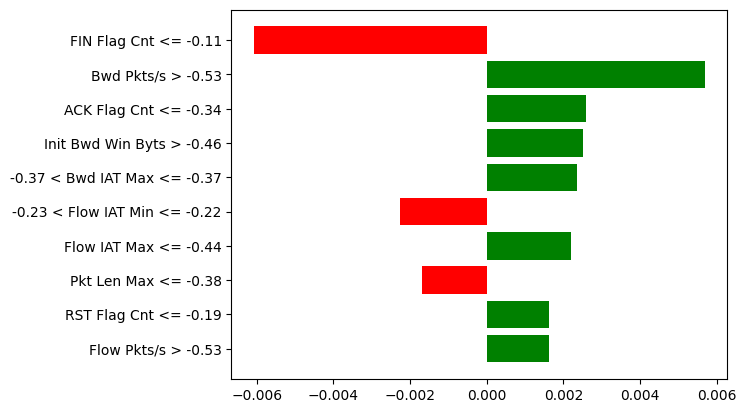 FIN Flag Cnt <= -0.11
Bwd Pkts/s > -0.53
ACK Flag Cnt <= -0.34
Init Bwd Win Byts > -0.46
-0.37 < Bwd IAT Max <= -0.37
-0.23 < Flow IAT Min <= -0.22
Flow IAT Max <= -0.44
Pkt Len Max <= -0.38
RST Flag Cnt <= -0.19
Flow Pkts/s > -0.53
−0.006 −0.004 −0.002 0.000 0.002 0.004 0.006